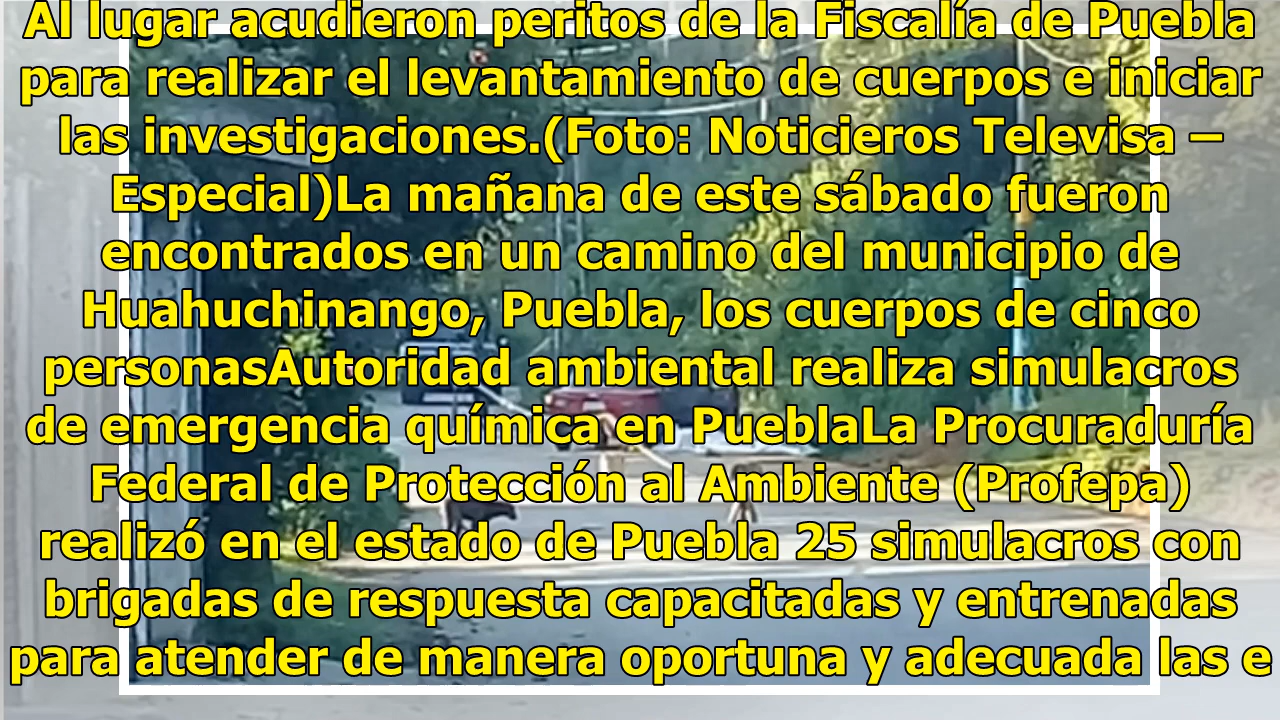 Al lugar acudieron peritos de la Fiscalía de Puebla
para realizar el levantamiento de cuerpos e iniciar
las investigaciones.(Foto: Noticieros Televisa –
Especial)La mañana de este sábado fueron
encontrados en un camino del municipio de
Huahuchinango, Puebla, los cuerpos de cinco
personasAutoridad ambiental realiza simulacros
de emergencia química en PueblaLa Procuraduría
Federal de Protección al Ambiente (Profepa)
realizó en el estado de Puebla 25 simulacros con
brigadas de respuesta capacitadas y entrenadas
para atender de manera oportuna y adecuada las e